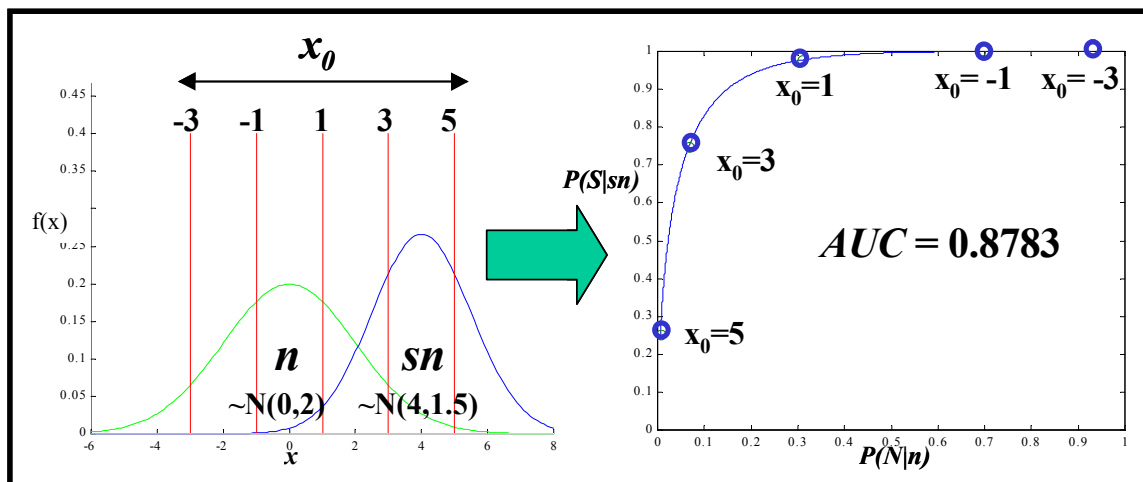 x₀
-3 -1 1 3 5
0.45
0.4
0.35
0.3
f(x)
0.25
0.2
0.15
0.1
0.05
0
n
~N(0,2)
sn
~N(4,1.5)
-6 -4 -2 0 2 4 6 8
x
P(S|sn)
1
0.9
0.8
0.7
0.6
0.5
0.4
0.3
0.2
0.1
0
x₀=1
x₀= -1
x₀= -3
x₀=3
AUC = 0.8783
x₀=5
0 0.1 0.2 0.3 0.4 0.5 0.6 0.7 0.8 0.9 1
P(N|n)